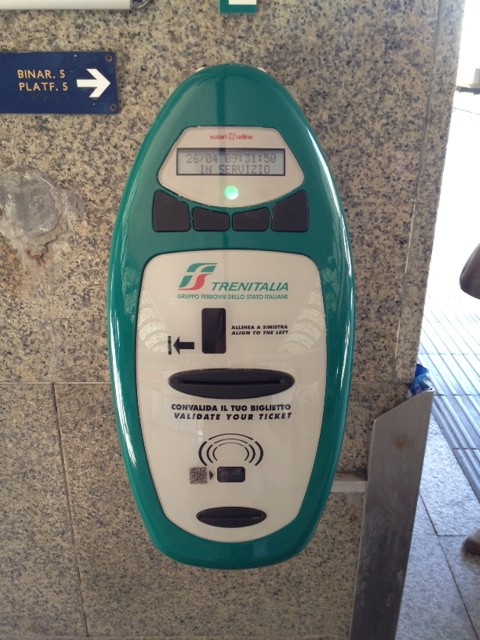 BINAR. 5
PLATF. 5
solari udine
26/04 09:31:50
IN SERVIZIO
TRENITALIA
GRUPPO FERROVIE DELLO STATO ITALIANE
ALLINEA A SINISTRA
ALIGN TO THE LEFT
CONVALIDA IL TUO BIGLIETTO
VALIDATE YOUR TICKET